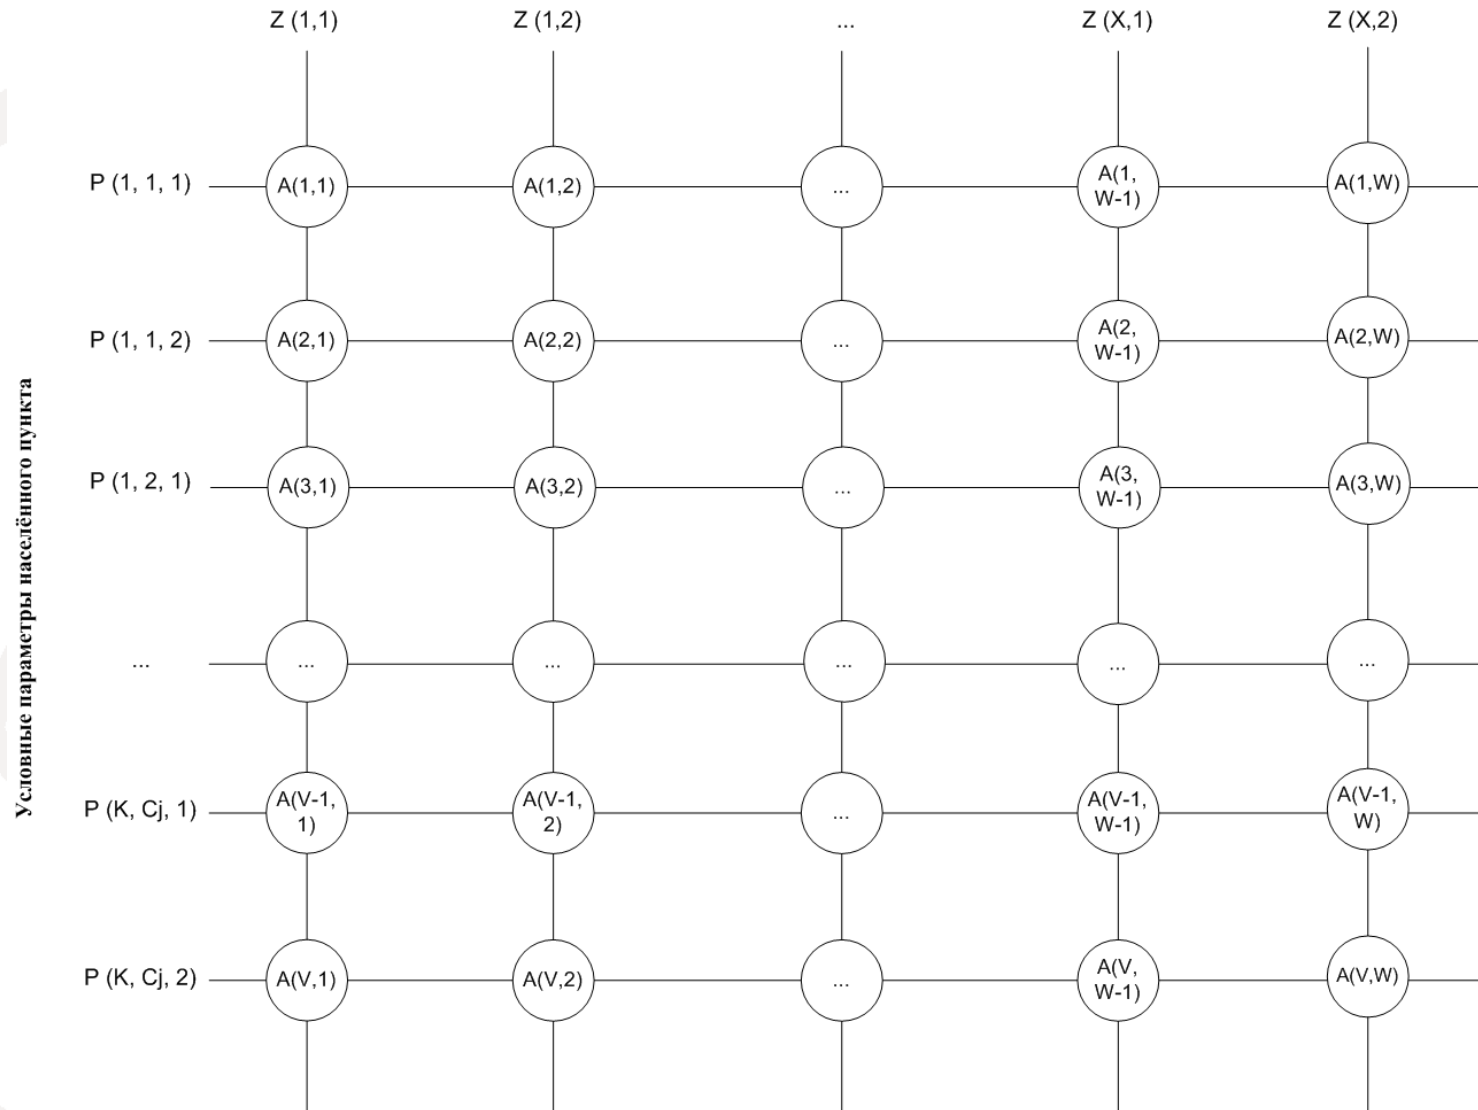 Z (1,1) Z (1,2) ... Z (X,1) Z (X,2)
P (1, 1, 1) A(1,1) A(1,2) ... A(1, A(1,W)
W-1)
P (1, 1, 2) A(2,1) A(2,2) ... A(2, A(2,W)
W-1)
P (1, 2, 1) A(3,1) A(3,2) ... A(3, A(3,W)
W-1)
... ... ... ... ... ...
P (K, Cj, 1) A(V-1, A(V-1, ... A(V-1, A(V-1,
1) 2) W-1) W)
P (K, Cj, 2) A(V,1) A(V,2) ... A(V, A(V,W)
W-1)
Условные параметры населённого пункта